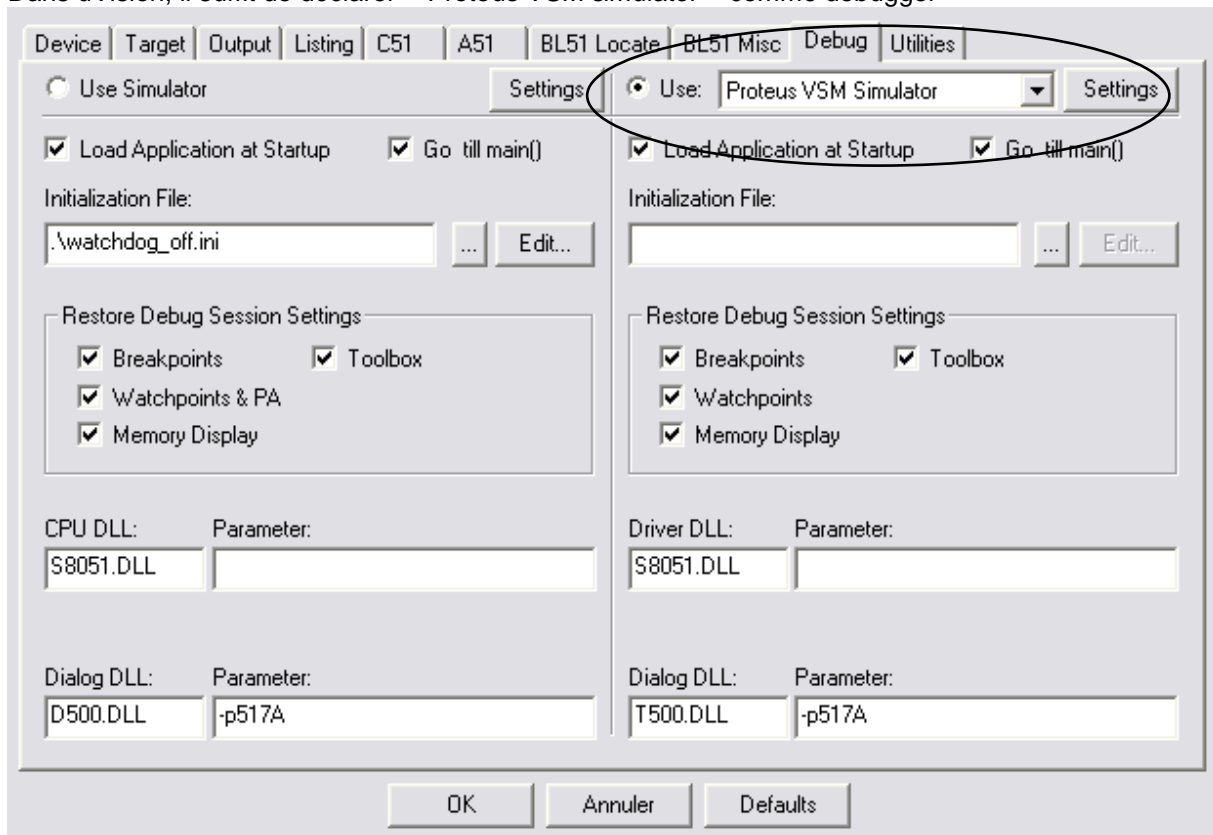 Device Target Output Listing C51 A51 BL51 Locate BL51 Misc Debug Utilities
Use Simulator Settings Use: Proteus VSM Simulator Settings
Load Application at Startup Go till main() Load Application at Startup Go till main()
Initialization File: Initialization File:
.\watchdog_off.ini ... Edit... ... Edit...
Restore Debug Session Settings Restore Debug Session Settings
Breakpoints Toolbox Breakpoints Toolbox
Watchpoints & PA Watchpoints
Memory Display Memory Display
CPU DLL: Parameter: Driver DLL: Parameter:
S8051.DLL S8051.DLL
Dialog DLL: Parameter: Dialog DLL: Parameter:
D500.DLL -p517A T500.DLL -p517A
OK Annuler Defaults